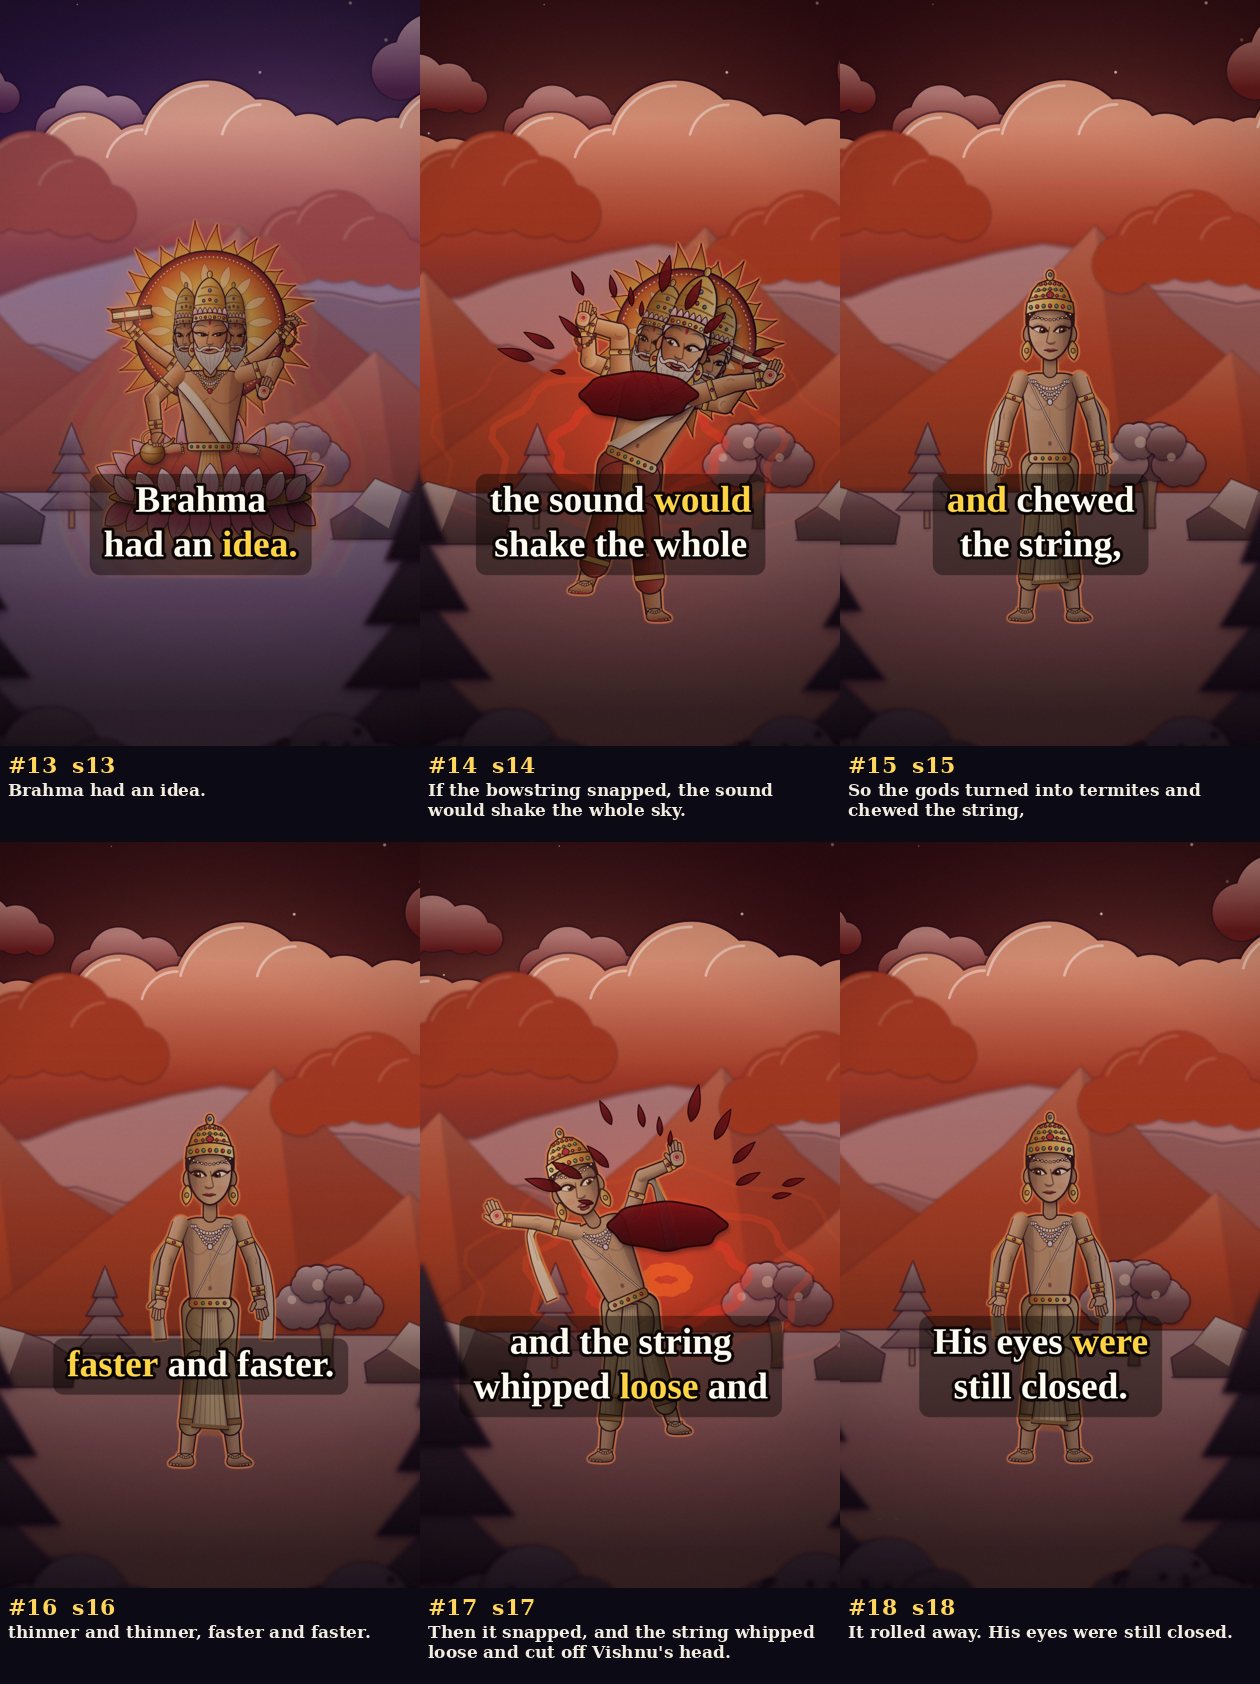 Brahma
had an idea.
#13 s13
Brahma had an idea.
the sound would
shake the whole
#14 s14
If the bowstring snapped, the sound
would shake the whole sky.
and chewed
the string,
#15 s15
So the gods turned into termites and
chewed the string,
faster and faster.
#16 s16
thinner and thinner, faster and faster.
and the string
whipped loose and
#17 s17
Then it snapped, and the string whipped
loose and cut off Vishnu's head.
His eyes were
still closed.
#18 s18
It rolled away. His eyes were still closed.